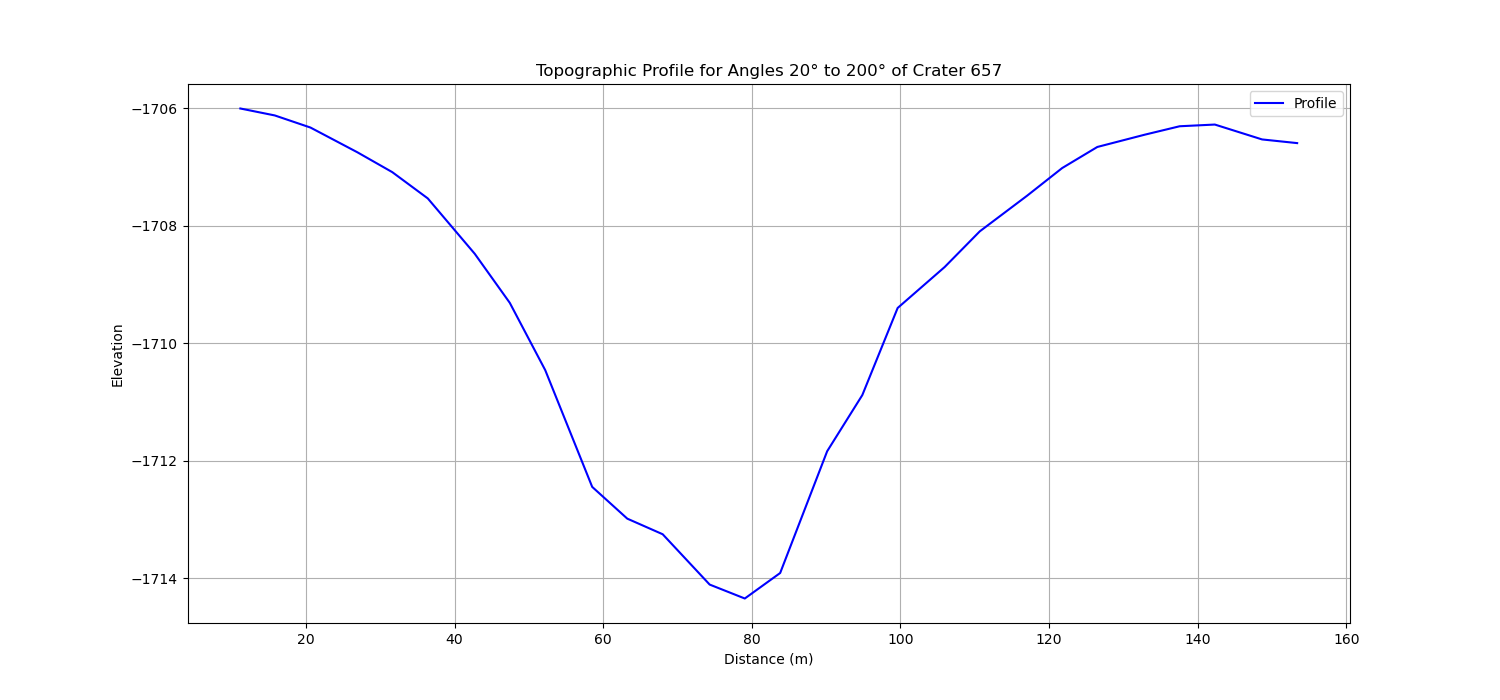 Topographic Profile for Angles 20° to 200° of Crater 657
Profile
−1706
−1708
−1710
−1712
−1714
Elevation
20 40 60 80 100 120 140 160
Distance (m)